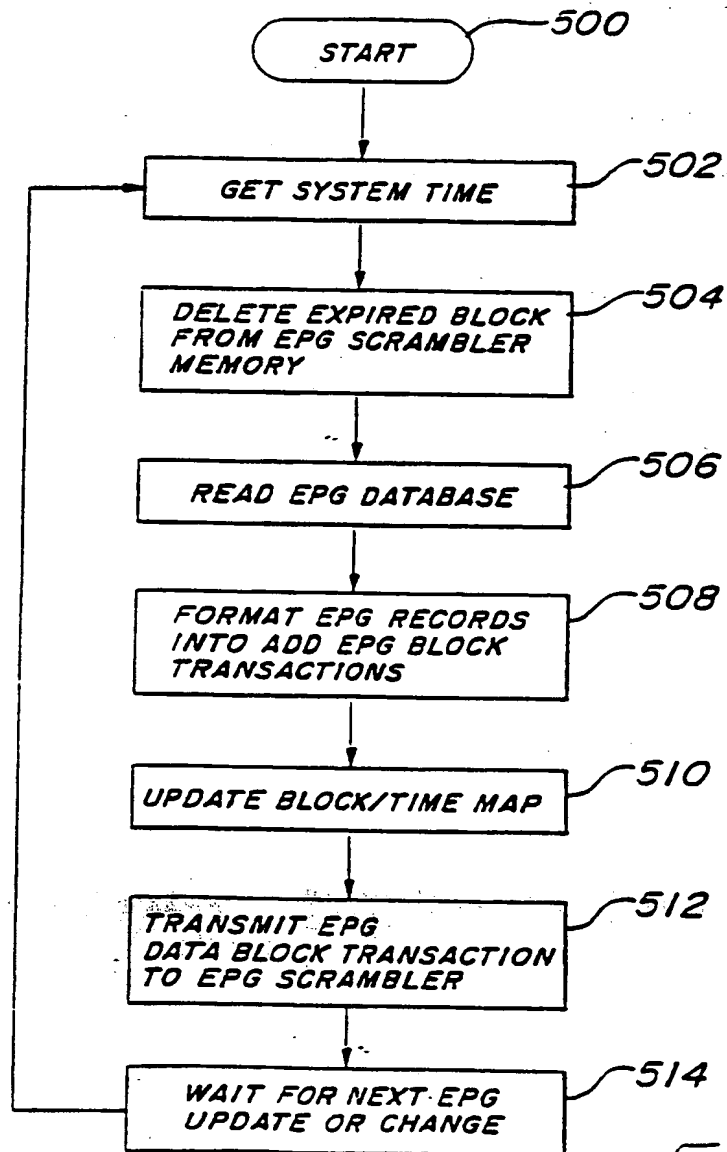 500
START
502
GET SYSTEM TIME
504
DELETE EXPIRED BLOCK
FROM EPG SCRAMBLER
MEMORY
506
READ EPG DATABASE
508
FORMAT EPG RECORDS
INTO ADD EPG BLOCK
TRANSACTIONS
510
UPDATE BLOCK/TIME MAP
512
TRANSMIT EPG
DATA BLOCK TRANSACTION
TO EPG SCRAMBLER
514
WAIT FOR NEXT EPG
UPDATE OR CHANGE